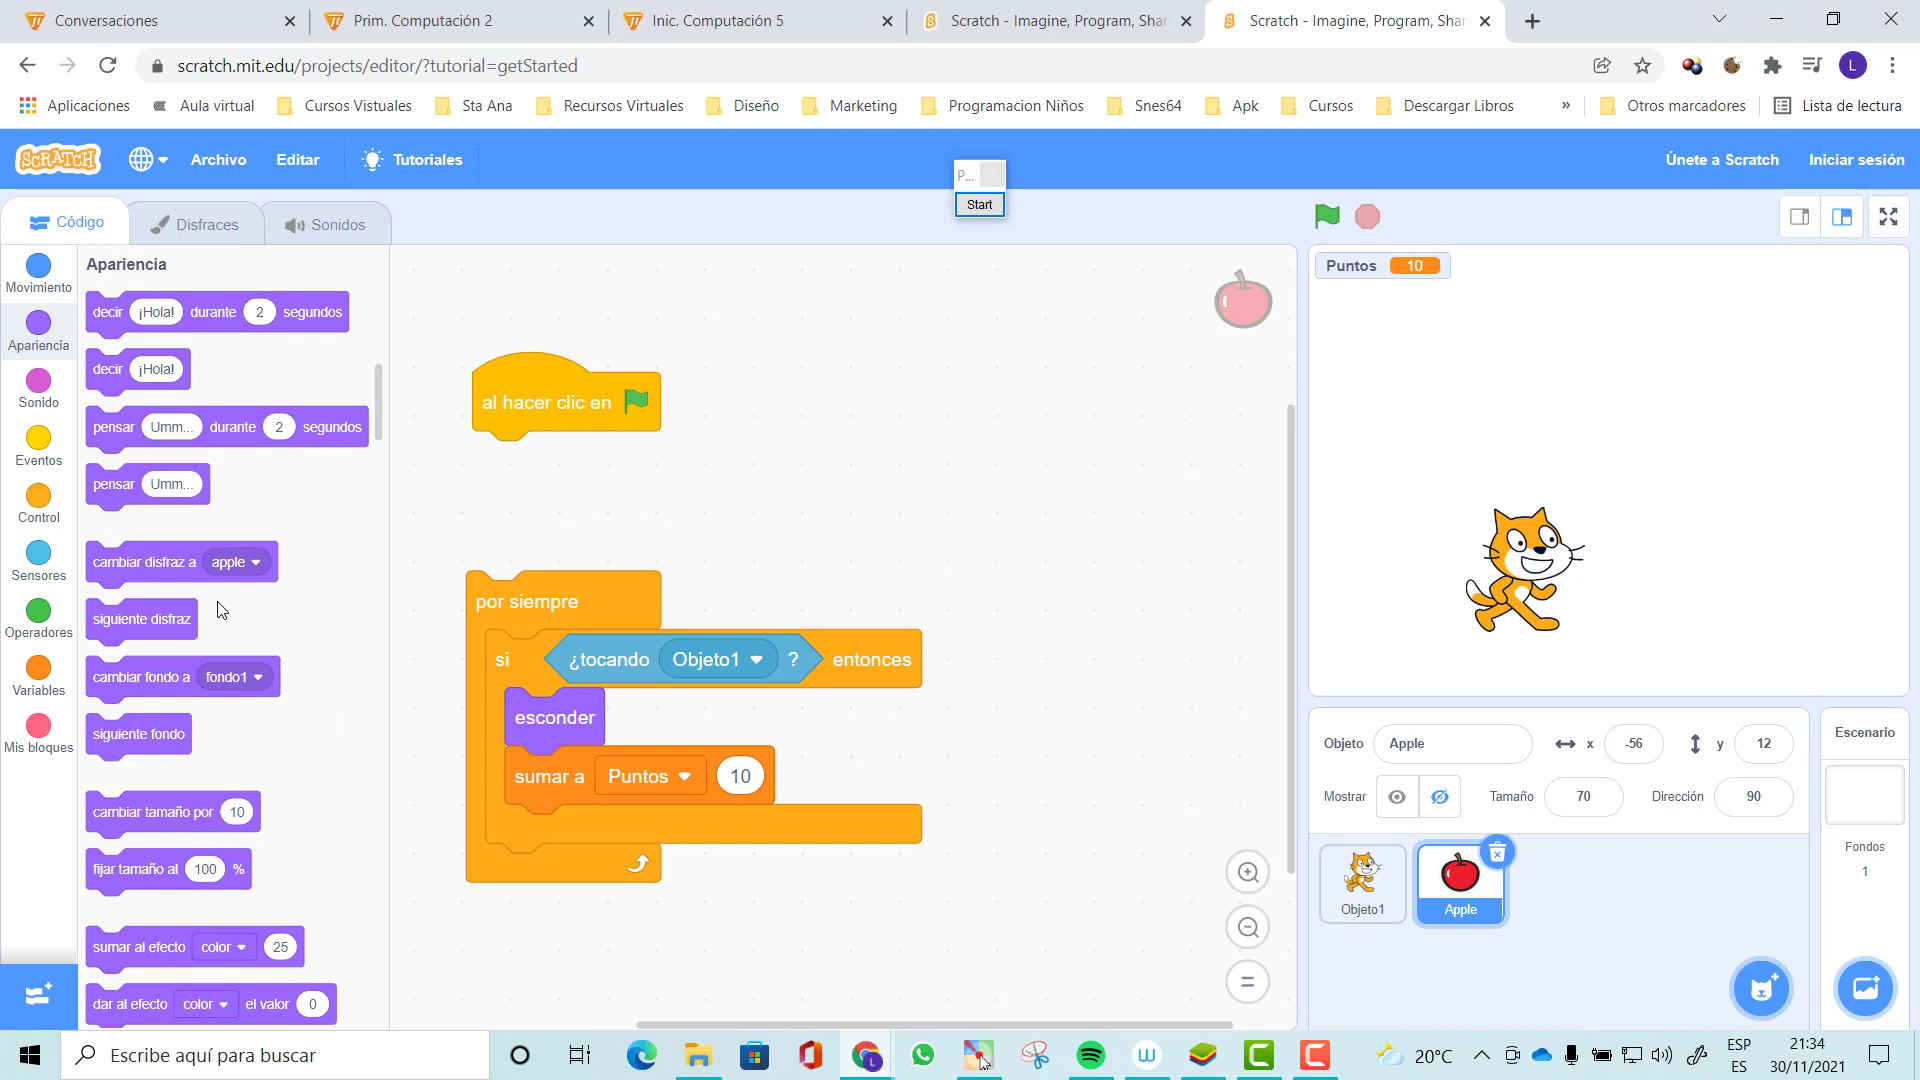 Conversaciones
Prim. Computación 2
Inic. Computación 5
Scratch - Imagine, Program, Shar
Scratch - Imagine, Program, Shar
scratch.mit.edu/projects/editor/?tutorial=getStarted
L
Aplicaciones
Aula virtual
Cursos Vistuales
Sta Ana
Recursos Virtuales
Diseño
Marketing
Programacion Niños
Snes64
Apk
Cursos
Descargar Libros
»
Otros marcadores
Lista de lectura
SCRATCH
Archivo
Editar
Tutoriales
P...
Start
Únete a Scratch
Iniciar sesión
Código
Disfraces
Sonidos
Movimiento
Apariencia
Sonido
Eventos
Control
Sensores
Operadores
Variables
Mis bloques
Apariencia
decir ¡Hola! durante 2 segundos
decir ¡Hola!
pensar Umm... durante 2 segundos
pensar Umm...
cambiar disfraz a apple
siguiente disfraz
cambiar fondo a fondo1
siguiente fondo
cambiar tamaño por 10
fijar tamaño al 100 %
sumar al efecto color 25
dar al efecto color el valor 0
al hacer clic en
por siempre
si ¿tocando Objeto1 ? entonces
esconder
sumar a Puntos 10
Puntos 10
Objeto Apple x -56 y 12
Mostrar Tamaño 70 Dirección 90
Objeto1
Apple
Escenario
Fondos
1
Escribe aquí para buscar
20°C
ESP
ES
21:34
30/11/2021